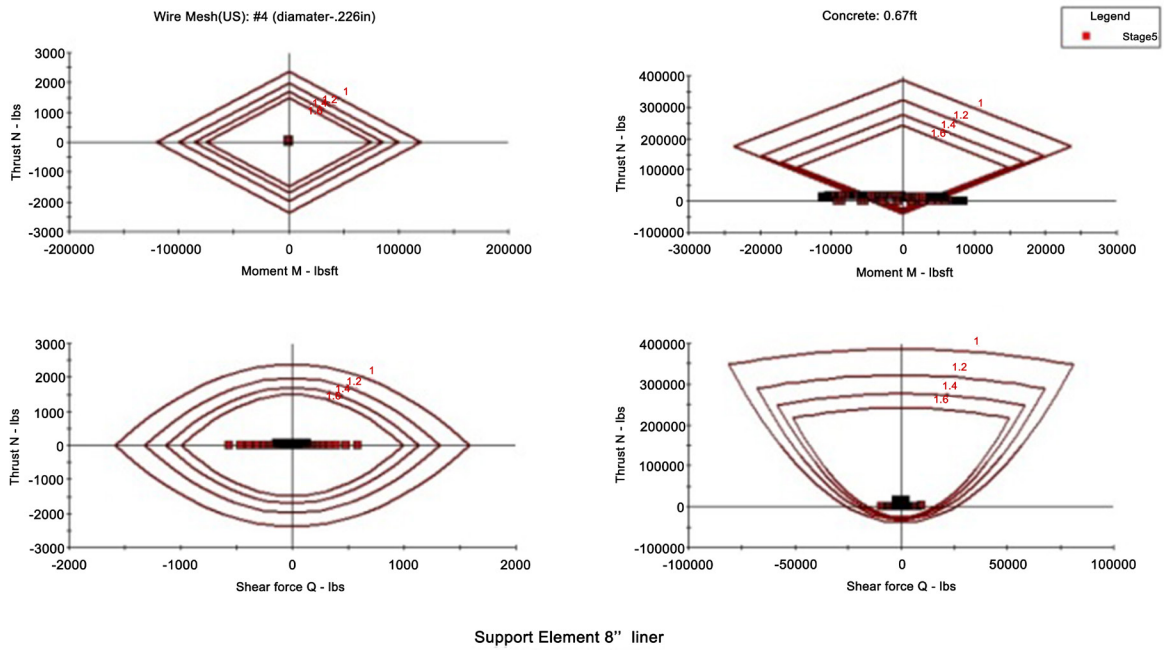 Wire Mesh(US): #4 (diamater-.226in)
Concrete: 0.67ft
Legend
Stage5
3000
2000
1000
0
-1000
-2000
-3000
Thrust N - lbs
1
1.2
1.4
1.6
-200000 -100000 0 100000 200000
Moment M - lbsft
400000
300000
200000
100000
0
-100000
Thrust N - lbs
1
1.2
1.4
1.6
-30000 -20000 -10000 0 10000 20000 30000
Moment M - lbsft
3000
2000
1000
0
-1000
-2000
-3000
Thrust N - lbs
1
1.2
1.4
1.6
-2000 -1000 0 1000 2000
Shear force Q - lbs
400000
300000
200000
100000
0
-100000
Thrust N - lbs
1
1.2
1.4
1.6
-100000 -50000 0 50000 100000
Shear force Q - lbs
Support Element 8’’ liner